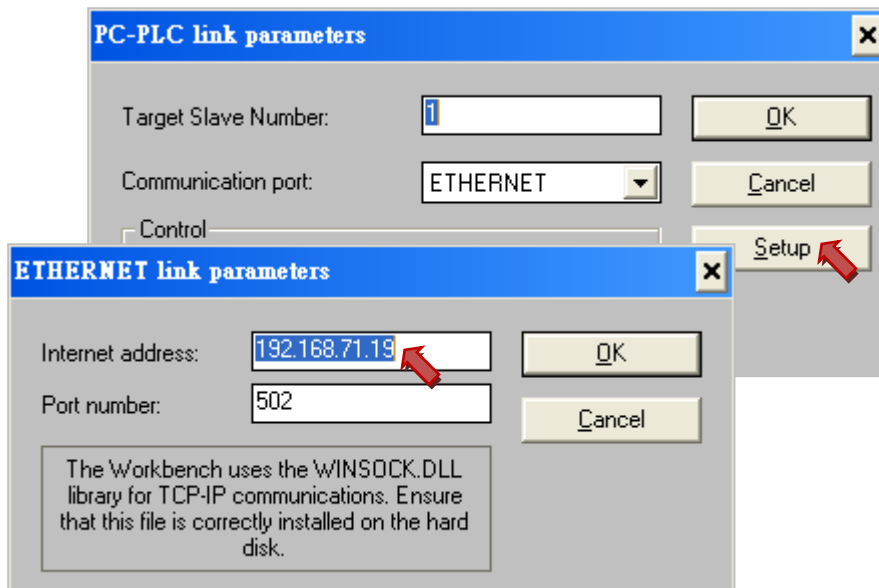 PC-PLC link parameters
Target Slave Number: 1 OK
Communication port: ETHERNET Cancel
Control
Setup
ETHERNET link parameters
Internet address: 192.168.71.19 OK
Port number: 502
Cancel
The Workbench uses the WINSOCK.DLL
library for TCP-IP communications. Ensure
that this file is correctly installed on the hard
disk.